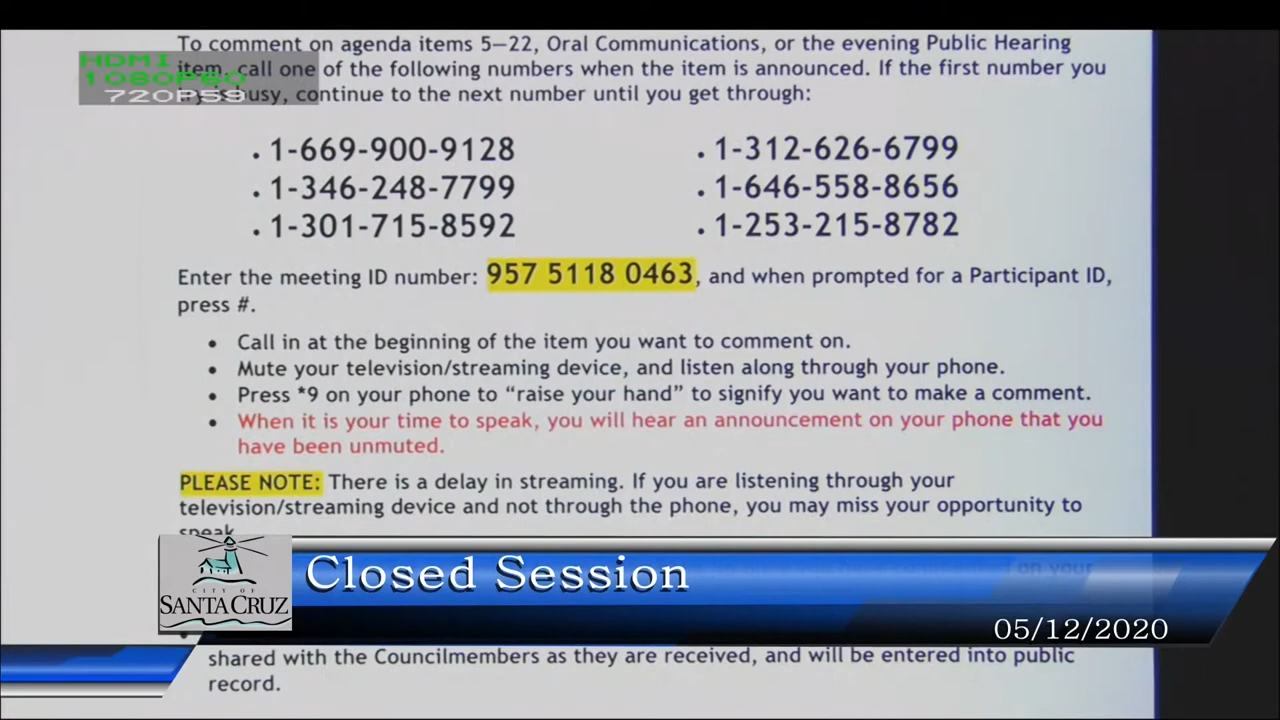 To comment on agenda items 5–22, Oral Communications, or the evening Public Hearing
HDMI
item, call one of the following numbers when the item is announced. If the first number you
1080P60
720P59
try is busy, continue to the next number until you get through:
• 1-669-900-9128
• 1-312-626-6799
• 1-346-248-7799
• 1-646-558-8656
• 1-301-715-8592
• 1-253-215-8782
Enter the meeting ID number: 957 5118 0463, and when prompted for a Participant ID,
press #.
• Call in at the beginning of the item you want to comment on.
• Mute your television/streaming device, and listen along through your phone.
• Press *9 on your phone to “raise your hand” to signify you want to make a comment.
• When it is your time to speak, you will hear an announcement on your phone that you
have been unmuted.
PLEASE NOTE: There is a delay in streaming. If you are listening through your
television/streaming device and not through the phone, you may miss your opportunity to
speak.
Closed Session
on your
CITY OF
SANTA CRUZ
05/12/2020
shared with the Councilmembers as they are received, and will be entered into public
record.